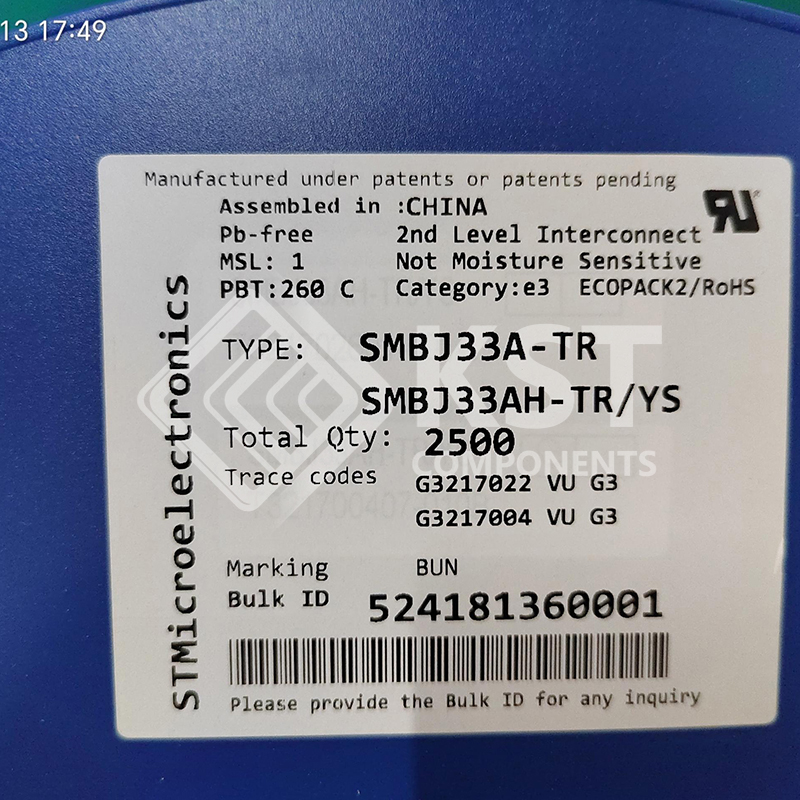 13 17:49
Manufactured under patents or patents pending
Assembled in :CHINA
Pb-free 2nd Level Interconnect
MSL: 1 Not Moisture Sensitive
PBT:260 C Category:e3 ECOPACK2/RoHS
STMicroelectronics
TYPE: SMBJ33A-TR
SMBJ33AH-TR/YS
KST
COMPONENTS
Total Qty: 2500
Trace codes G3217022 VU G3
G3217004 VU G3
Marking BUN
Bulk ID 524181360001
Please provide the Bulk ID for any inquiry